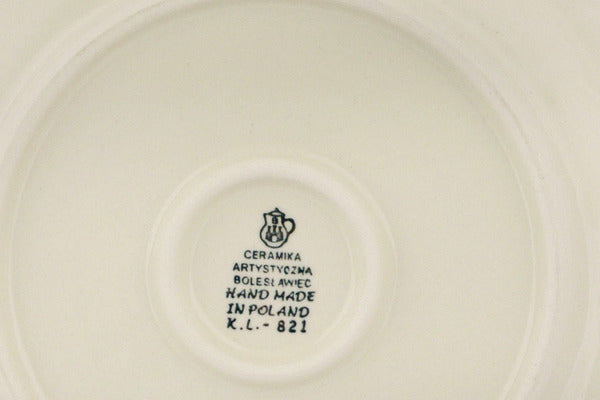 CERAMIKA
ARTYSTYCZNA
BOLESŁAWIEC
HAND MADE
IN POLAND
K.L.- 821